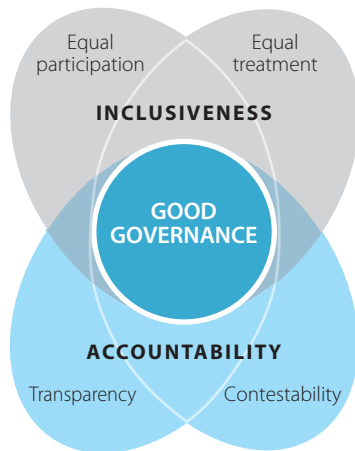 Equal
participation
Equal
treatment
INCLUSIVENESS
GOOD
GOVERNANCE
ACCOUNTABILITY
Transparency
Contestability